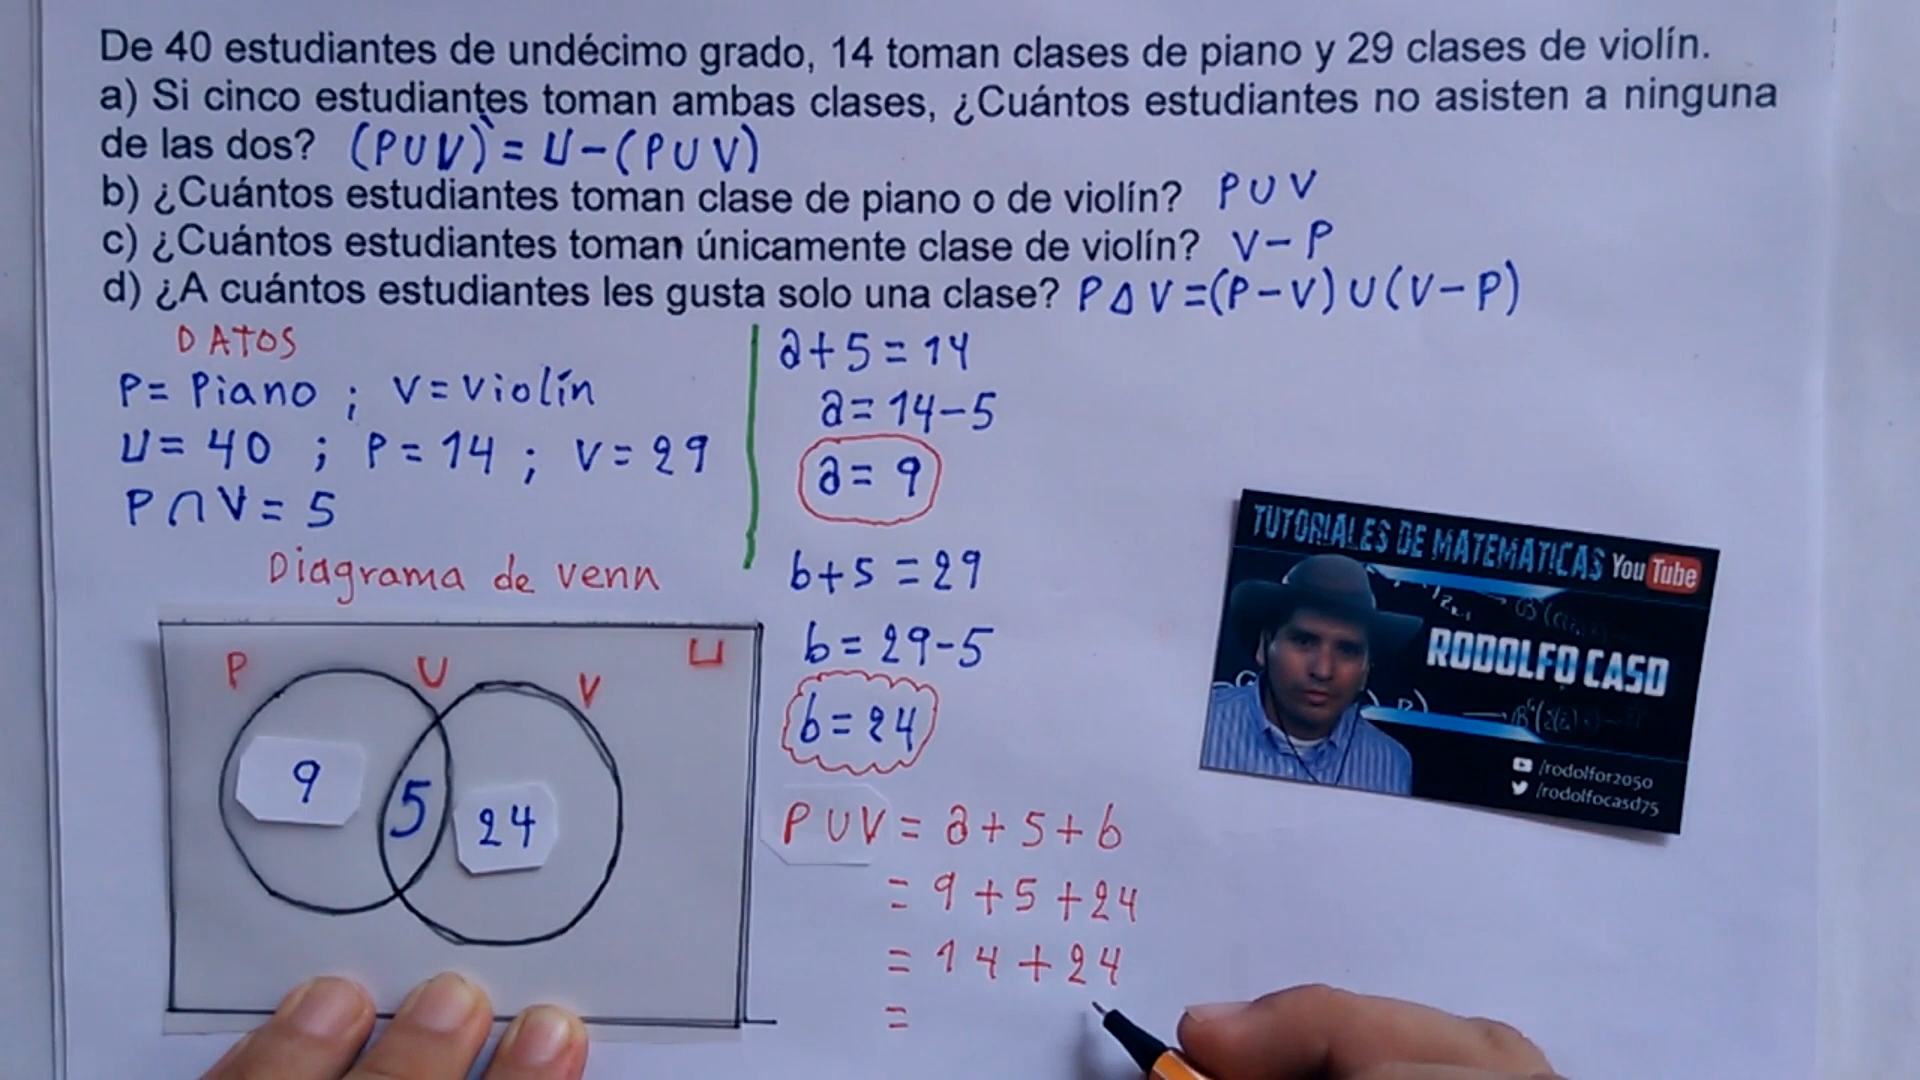 De 40 estudiantes de undécimo grado, 14 toman clases de piano y 29 clases de violín.
a) Si cinco estudiantes toman ambas clases, ¿Cuántos estudiantes no asisten a ninguna
de las dos? (P∪V)` = U-(P∪V)
b) ¿Cuántos estudiantes toman clase de piano o de violín? P∪V
c) ¿Cuántos estudiantes toman únicamente clase de violín? V-P
d) ¿A cuántos estudiantes les gusta solo una clase? P Δ V =(P-V)∪(V-P)
DATOS
P= Piano ; V=Violín
U= 40 ; P=14 ; V=29
P∩V= 5
Diagrama de venn
P U V U
9 5 24
a+5=14
a=14-5
a= 9
b+5=29
b=29-5
b=24
P∪V= a+5+b
= 9+5+24
= 14+24
=
TUTORIALES DE MATEMATICAS YouTube
RODOLFO CASD
/rodolfor2050
/rodolfocasd75